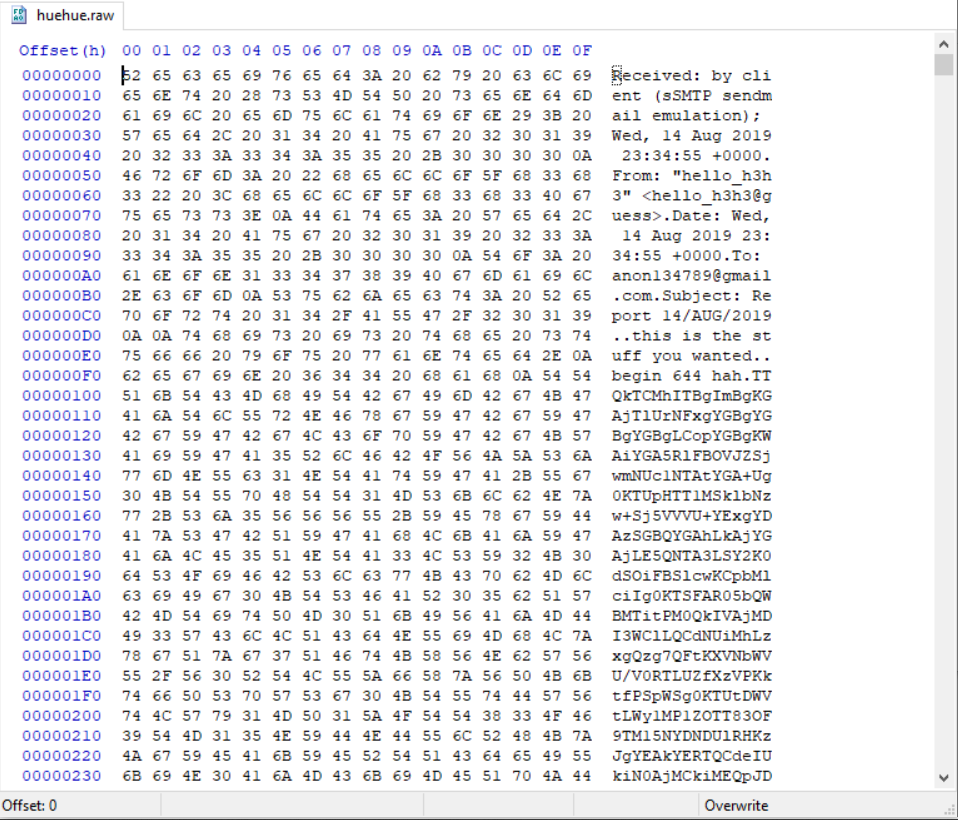 huehue.raw
Offset(h) 00 01 02 03 04 05 06 07 08 09 0A 0B 0C 0D 0E 0F
00000000 52 65 63 65 69 76 65 64 3A 20 62 79 20 63 6C 69 Received: by cli
00000010 65 6E 74 20 28 73 53 4D 54 50 20 73 65 6E 64 6D ent (sSMTP sendm
00000020 61 69 6C 20 65 6D 75 6C 61 74 69 6F 6E 29 3B 20 ail emulation);
00000030 57 65 64 2C 20 31 34 20 41 75 67 20 32 30 31 39 Wed, 14 Aug 2019
00000040 20 32 33 3A 33 34 3A 35 35 20 2B 30 30 30 30 0A 23:34:55 +0000.
00000050 46 72 6F 6D 3A 20 22 68 65 6C 6C 6F 5F 68 33 68 From: "hello_h3h
00000060 33 22 20 3C 68 65 6C 6C 6F 5F 68 33 68 33 40 67 3" <hello_h3h3@g
00000070 75 65 73 73 3E 0A 44 61 74 65 3A 20 57 65 64 2C uess>.Date: Wed,
00000080 20 31 34 20 41 75 67 20 32 30 31 39 20 32 33 3A 14 Aug 2019 23:
00000090 33 34 3A 35 35 20 2B 30 30 30 30 0A 54 6F 3A 20 34:55 +0000.To:
000000A0 61 6E 6F 6E 31 33 34 37 38 39 40 67 6D 61 69 6C anon134789@gmail
000000B0 2E 63 6F 6D 0A 53 75 62 6A 65 63 74 3A 20 52 65 .com.Subject: Re
000000C0 70 6F 72 74 20 31 34 2F 41 55 47 2F 32 30 31 39 port 14/AUG/2019
000000D0 0A 0A 74 68 69 73 20 69 73 20 74 68 65 20 73 74 ..this is the st
000000E0 75 66 66 20 79 6F 75 20 77 61 6E 74 65 64 2E 0A uff you wanted..
000000F0 62 65 67 69 6E 20 36 34 34 20 68 61 68 0A 54 54 begin 644 hah.TT
00000100 51 6B 54 43 4D 68 49 54 42 67 49 6D 42 67 4B 47 QkTCMhITBgImBgKG
00000110 41 6A 54 6C 55 72 4E 46 78 67 59 47 42 67 59 47 AjTlUrNFxgYGBgYG
00000120 42 67 59 47 42 67 4C 43 6F 70 59 47 42 67 4B 57 BgYGBgLCopYGBgKW
00000130 41 69 59 47 41 35 52 6C 46 42 4F 56 4A 5A 53 6A AiYGA5RlFBOVJZSj
00000140 77 6D 4E 55 63 31 4E 54 41 74 59 47 41 2B 55 67 wmNUc1NTAtYGA+Ug
00000150 30 4B 54 55 70 48 54 54 31 4D 53 6B 6C 62 4E 7A 0KTUpHTT1MSklbNz
00000160 77 2B 53 6A 35 56 56 56 55 2B 59 45 78 67 59 44 w+Sj5VVVU+YExgYD
00000170 41 7A 53 47 42 51 59 47 41 68 4C 6B 41 6A 59 47 AzSGBQYGAhLkAjYG
00000180 41 6A 4C 45 35 51 4E 54 41 33 4C 53 59 32 4B 30 AjLE5QNTA3LSY2K0
00000190 64 53 4F 69 46 42 53 6C 63 77 4B 43 70 62 4D 6C dSOiFBSlcwKCpbMl
000001A0 63 69 49 67 30 4B 54 53 46 41 52 30 35 62 51 57 ciIg0KTSFAR05bQW
000001B0 42 4D 54 69 74 50 4D 30 51 6B 49 56 41 6A 4D 44 BMTitPM0QkIVAjMD
000001C0 49 33 57 43 6C 4C 51 43 64 4E 55 69 4D 68 4C 7A I3WClLQCdNUiMhLz
000001D0 78 67 51 7A 67 37 51 46 74 4B 58 56 4E 62 57 56 xgQzg7QFtKXVNbWV
000001E0 55 2F 56 30 52 54 4C 55 5A 66 58 7A 56 50 4B 6B U/V0RTLUZfXzVPKk
000001F0 74 66 50 53 70 57 53 67 30 4B 54 55 74 44 57 56 tfPSpWSg0KTUtDWV
00000200 74 4C 57 79 31 4D 50 31 5A 4F 54 54 38 33 4F 46 tLWy1MP1ZOTT83OF
00000210 39 54 4D 31 35 4E 59 44 4E 44 55 6C 52 48 4B 7A 9TM15NYDNDUlRHKz
00000220 4A 67 59 45 41 6B 59 45 52 54 51 43 64 65 49 55 JgYEAkYERTQCdeIU
00000230 6B 69 4E 30 41 6A 4D 43 6B 69 4D 45 51 70 4A 44 kiN0AjMCkiMEQpJD
Offset: 0 Overwrite